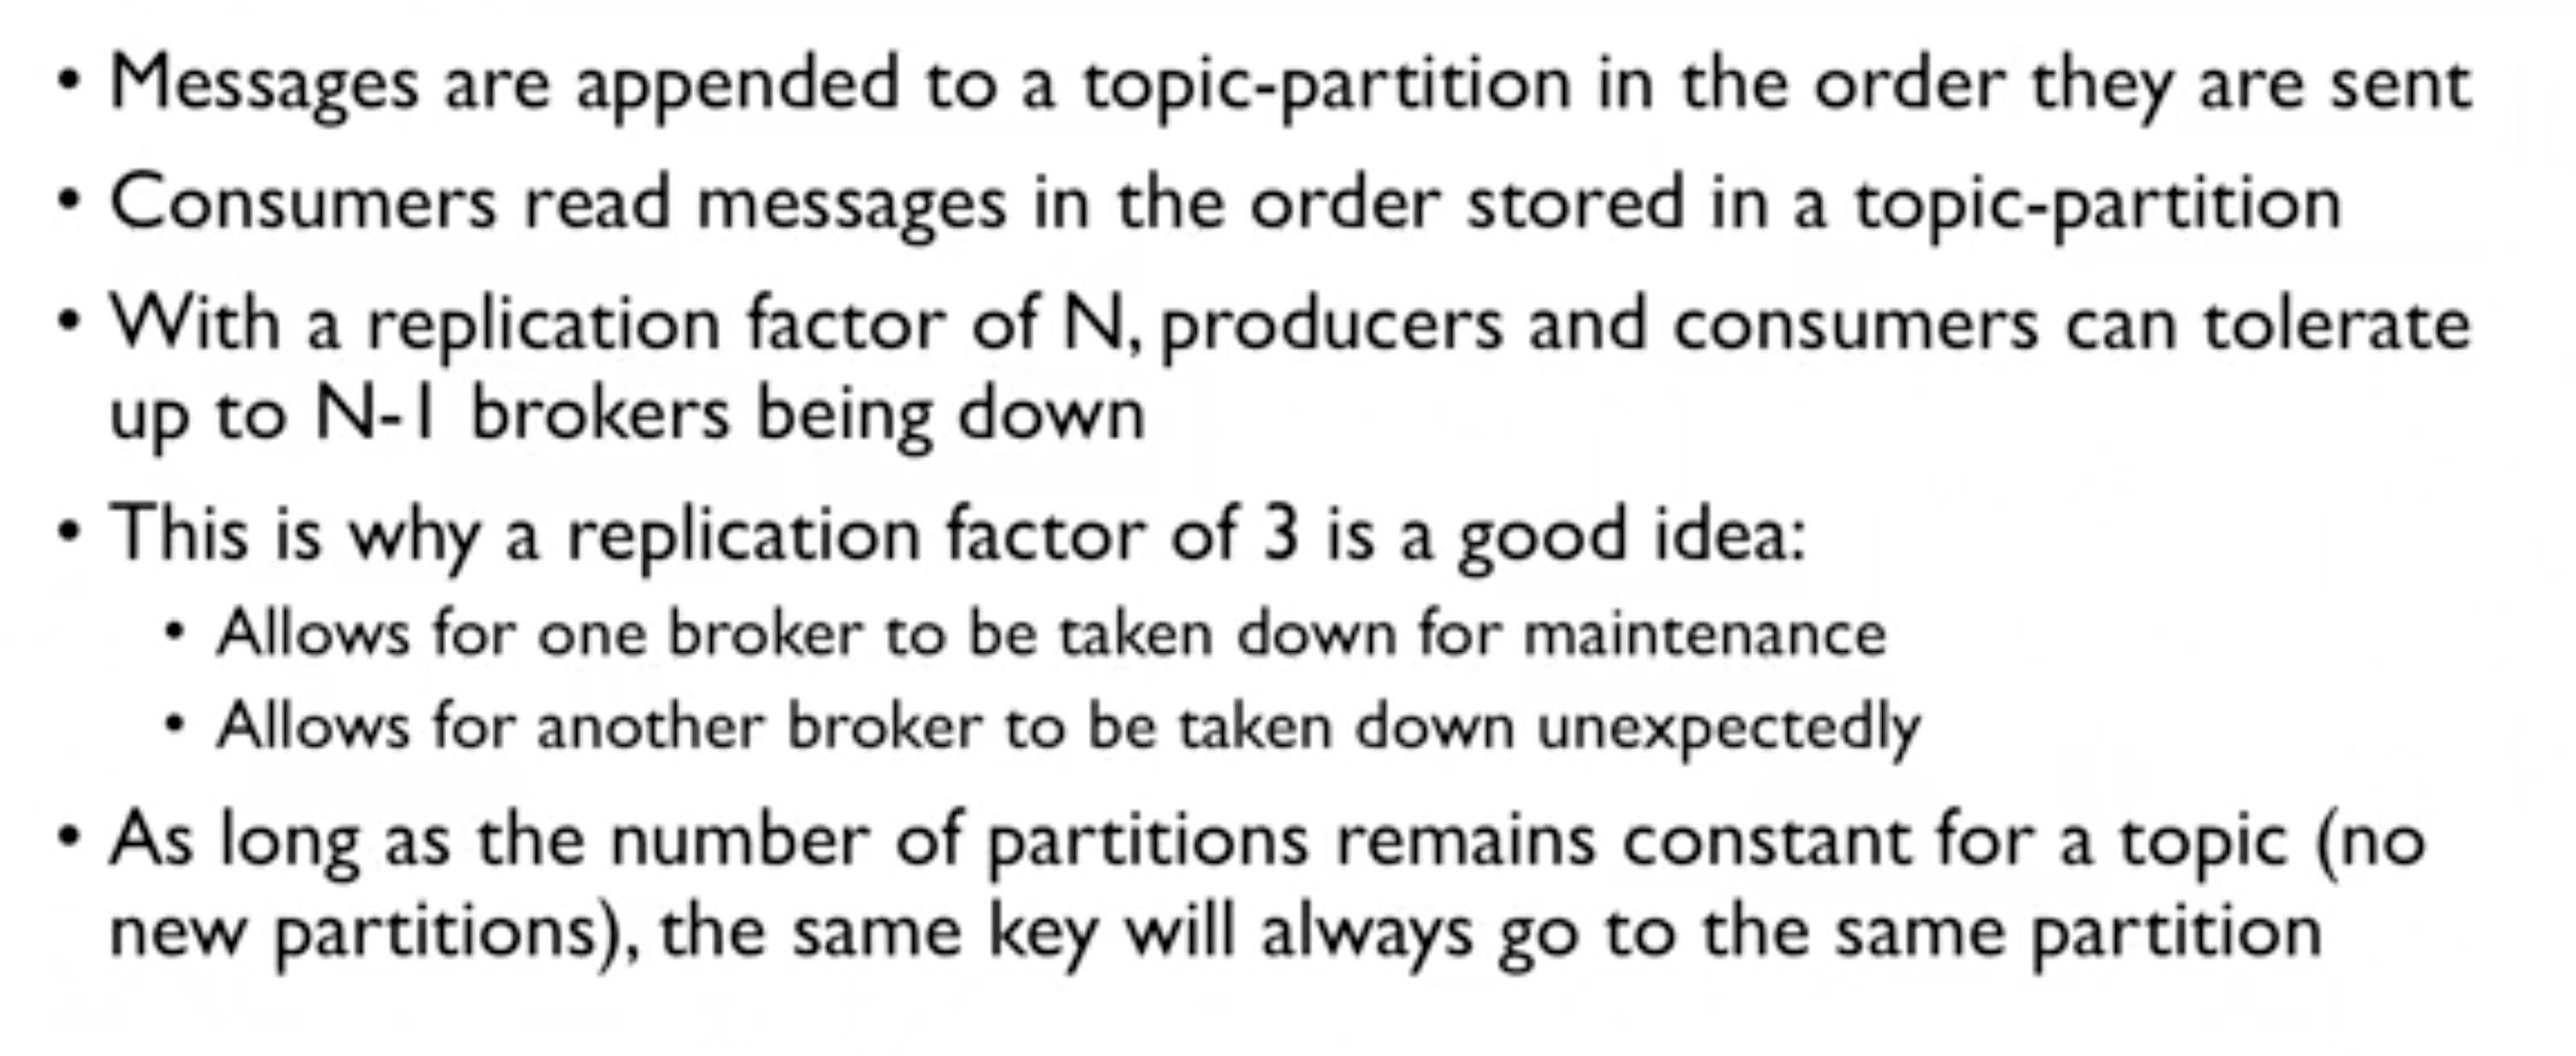 • Messages are appended to a topic-partition in the order they are sent
• Consumers read messages in the order stored in a topic-partition
• With a replication factor of N, producers and consumers can tolerate
up to N-1 brokers being down
• This is why a replication factor of 3 is a good idea:
• Allows for one broker to be taken down for maintenance
• Allows for another broker to be taken down unexpectedly
• As long as the number of partitions remains constant for a topic (no
new partitions), the same key will always go to the same partition